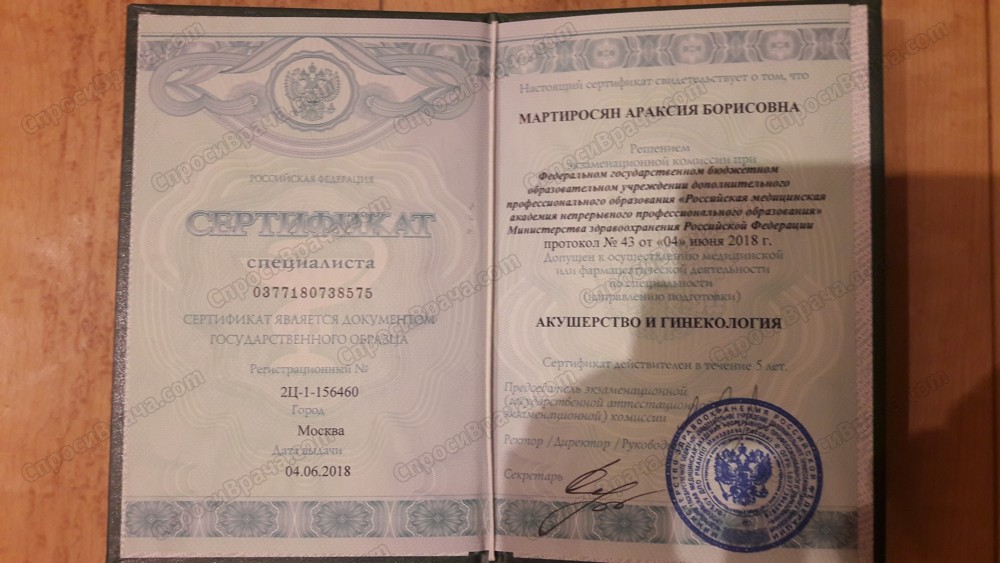 РОССИЙСКАЯ ФЕДЕРАЦИЯ
СЕРТИФИКАТ
специалиста
0377180738575
СЕРТИФИКАТ ЯВЛЯЕТСЯ ДОКУМЕНТОМ
ГОСУДАРСТВЕННОГО ОБРАЗЦА
Регистрационный №
2Ц-1-156460
Город
Москва
Дата выдачи
04.06.2018
Настоящий сертификат свидетельствует о том, что
МАРТИРОСЯН АРАКСИЯ БОРИСОВНА
Решением
экзаменационной комиссии при
Федеральном государственном бюджетном
образовательном учреждении дополнительного
профессионального образования «Российская медицинская
академия непрерывного профессионального образования»
Министерства здравоохранения Российской Федерации
протокол № 43 от «04» июня 2018 г.
Допущен к осуществлению медицинской
или фармацевтической деятельности
по специальности
(направлению подготовки)
АКУШЕРСТВО И ГИНЕКОЛОГИЯ
Сертификат действителен в течение 5 лет.
Председатель экзаменационной
(государственной аттестационной
экзаменационной) комиссии
Ректор /Директор /Руковод
Секретарь
СпросиВрача.com